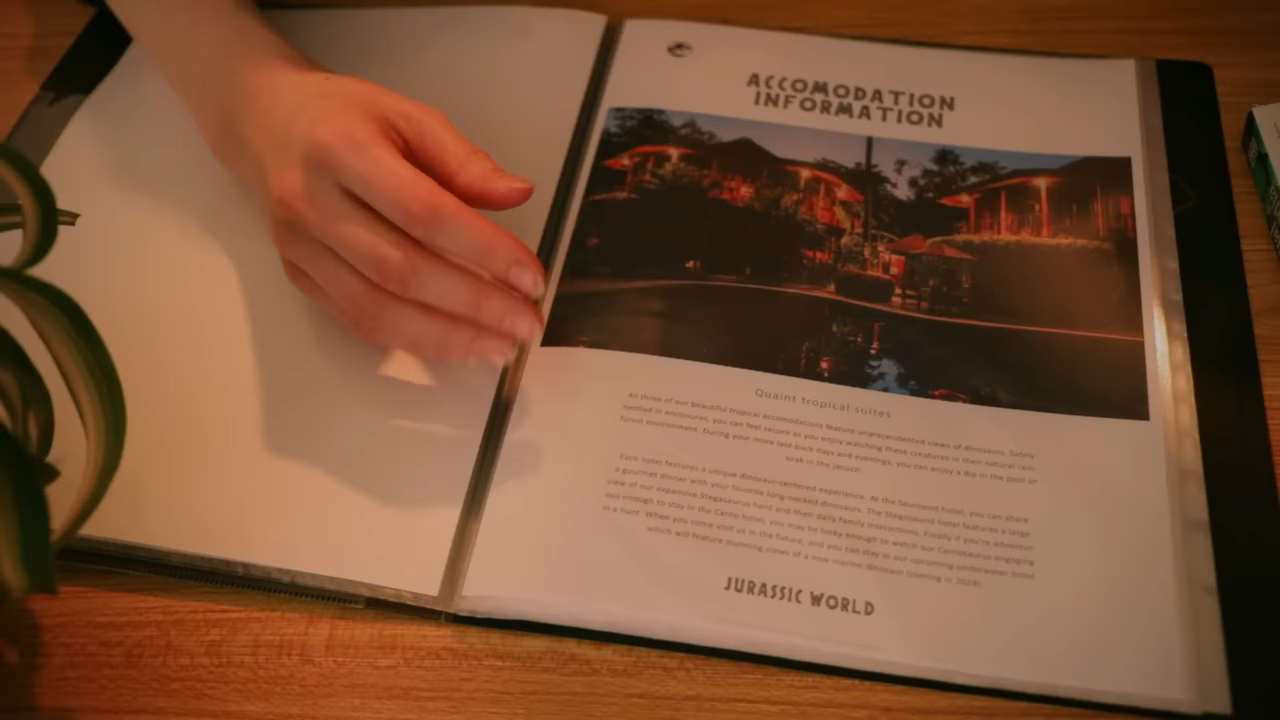 ACCOMODATION
INFORMATION
Quaint tropical suites
All three of our beautiful tropical accomodations feature unprecendented views of dinosaurs. Safely
nestled in enclosures, you can feel secure as you enjoy watching these creatures in their natural rain
forest environment. During your more laid-back days and evenings, you can enjoy a dip in the pool or
soak in the jacuzzi.
Each hotel features a unique dinosaur-centered experience. At the Sauropod hotel, you can share
a gourmet dinner with your favorite long-necked dinosaurs. The Stegosaurid hotel features a large
view of our expansive Stegasaurus herd and their daily family interactions. Finally if you're adventur-
ous enough to stay in the Carno hotel, you may be lucky enough to watch our Carnotaurus engaging
in a hunt. When you come visit us in the future, and you can stay in our upcoming underwater hotel
which will feature stunning views of a new marine dinosaur (coming in 2024).
JURASSIC WORLD